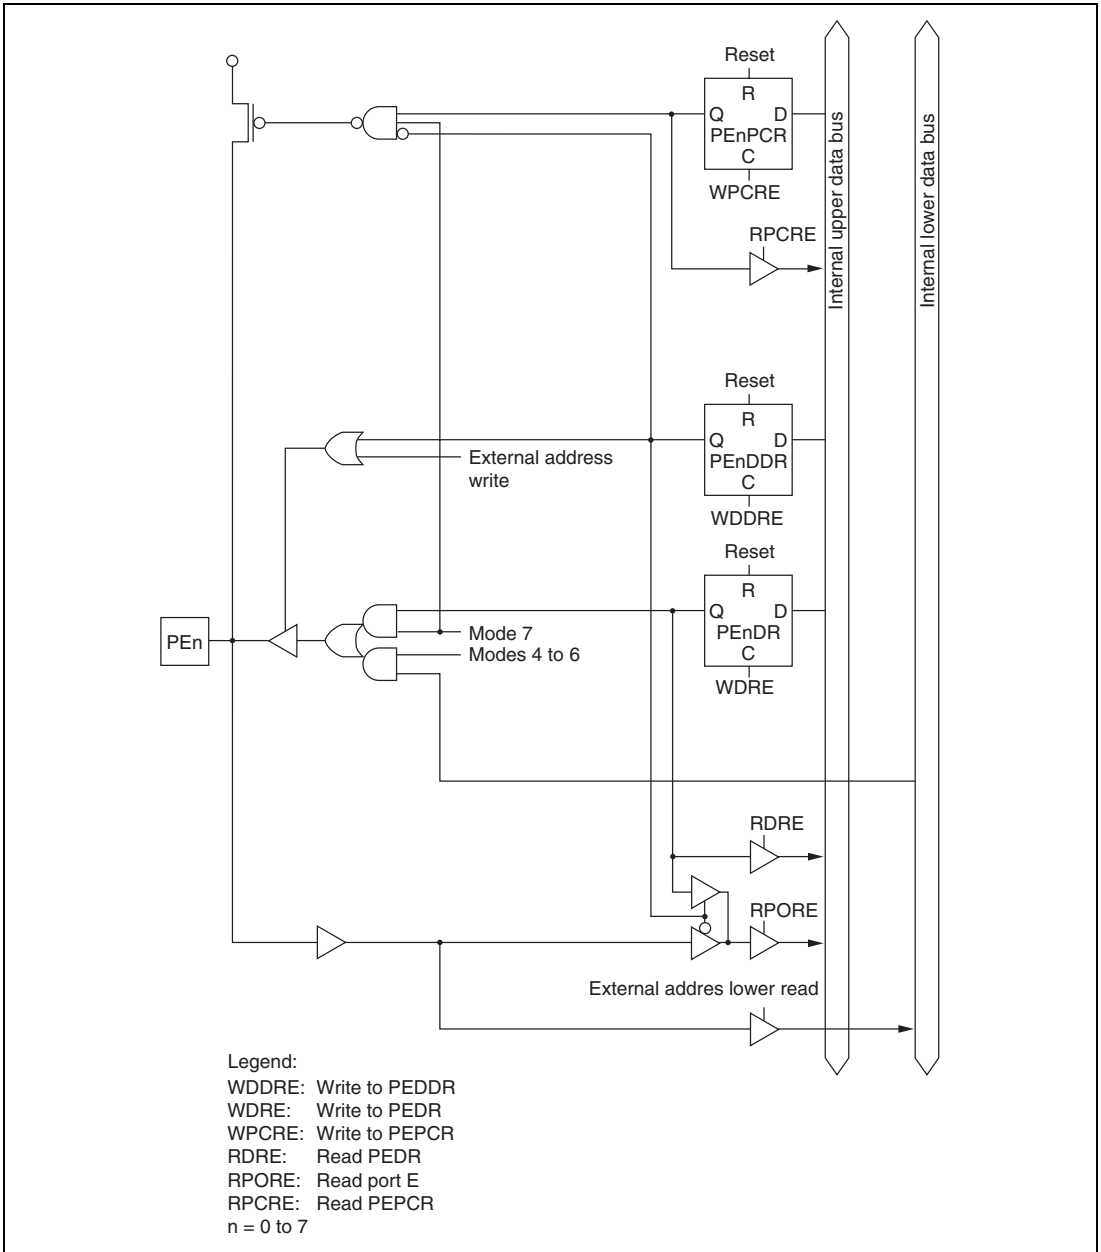 Reset
R
Q D
PEnPCR
C
WPCRE
RPCRE
Internal upper data bus
Internal lower data bus
Reset
R
Q D
PEnDDR
C
WDDRE
External address
write
Reset
R
Q D
PEnDR
C
WDRE
PEn
Mode 7
Modes 4 to 6
RDRE
RPORE
External addres lower read
Legend:
WDDRE: Write to PEDDR
WDRE: Write to PEDR
WPCRE: Write to PEPCR
RDRE: Read PEDR
RPORE: Read port E
RPCRE: Read PEPCR
n = 0 to 7